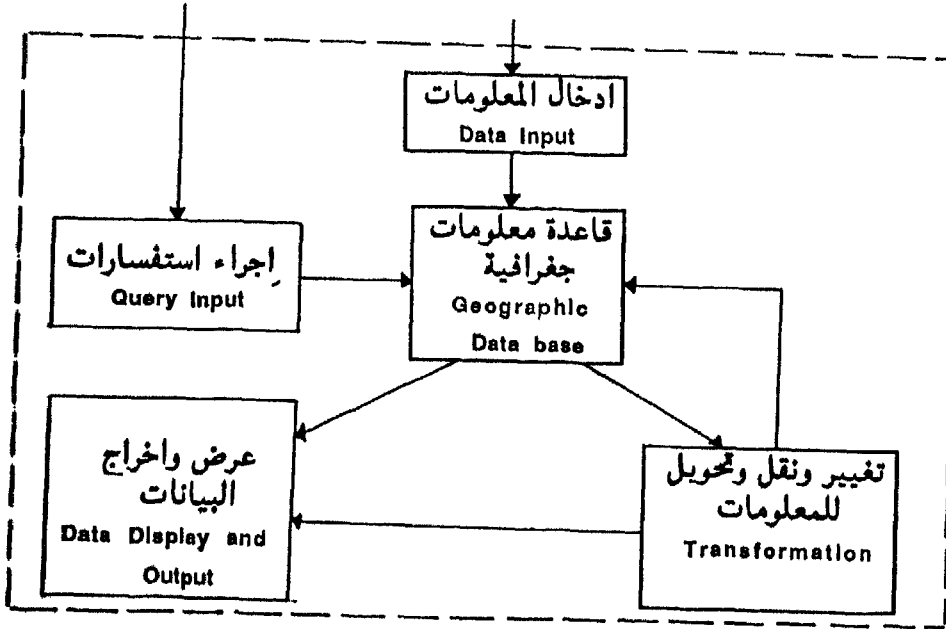 ادخال المعلومات
Data Input
قاعدة معلومات
جغرافية
Geographic
Data base
إجراء استفسارات
Query Input
عرض واخراج
البيانات
Data Display and
Output
تغيير ونقل وتحويل
للمعلومات
Transformation